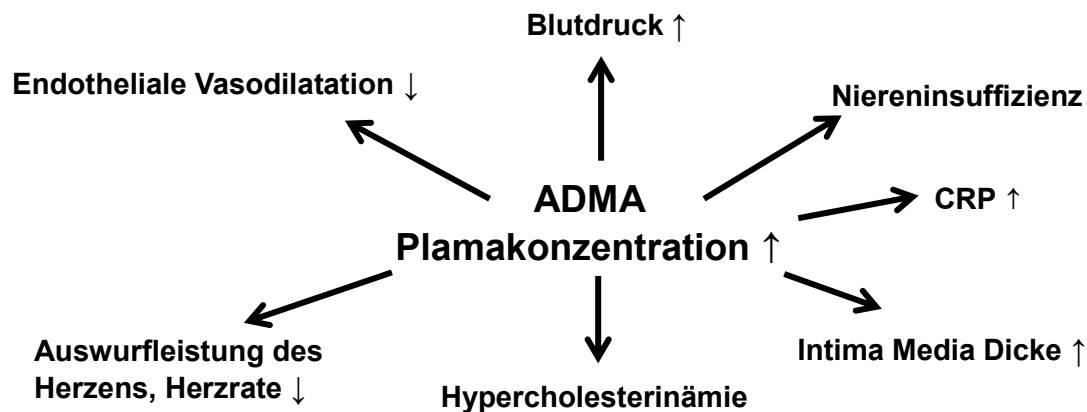 Blutdruck ↑
Endotheliale Vasodilatation ↓
Niereninsuffizienz
ADMA
Plamakonzentration ↑
CRP ↑
Auswurfleistung des
Herzens, Herzrate ↓
Hypercholesterinämie
Intima Media Dicke ↑